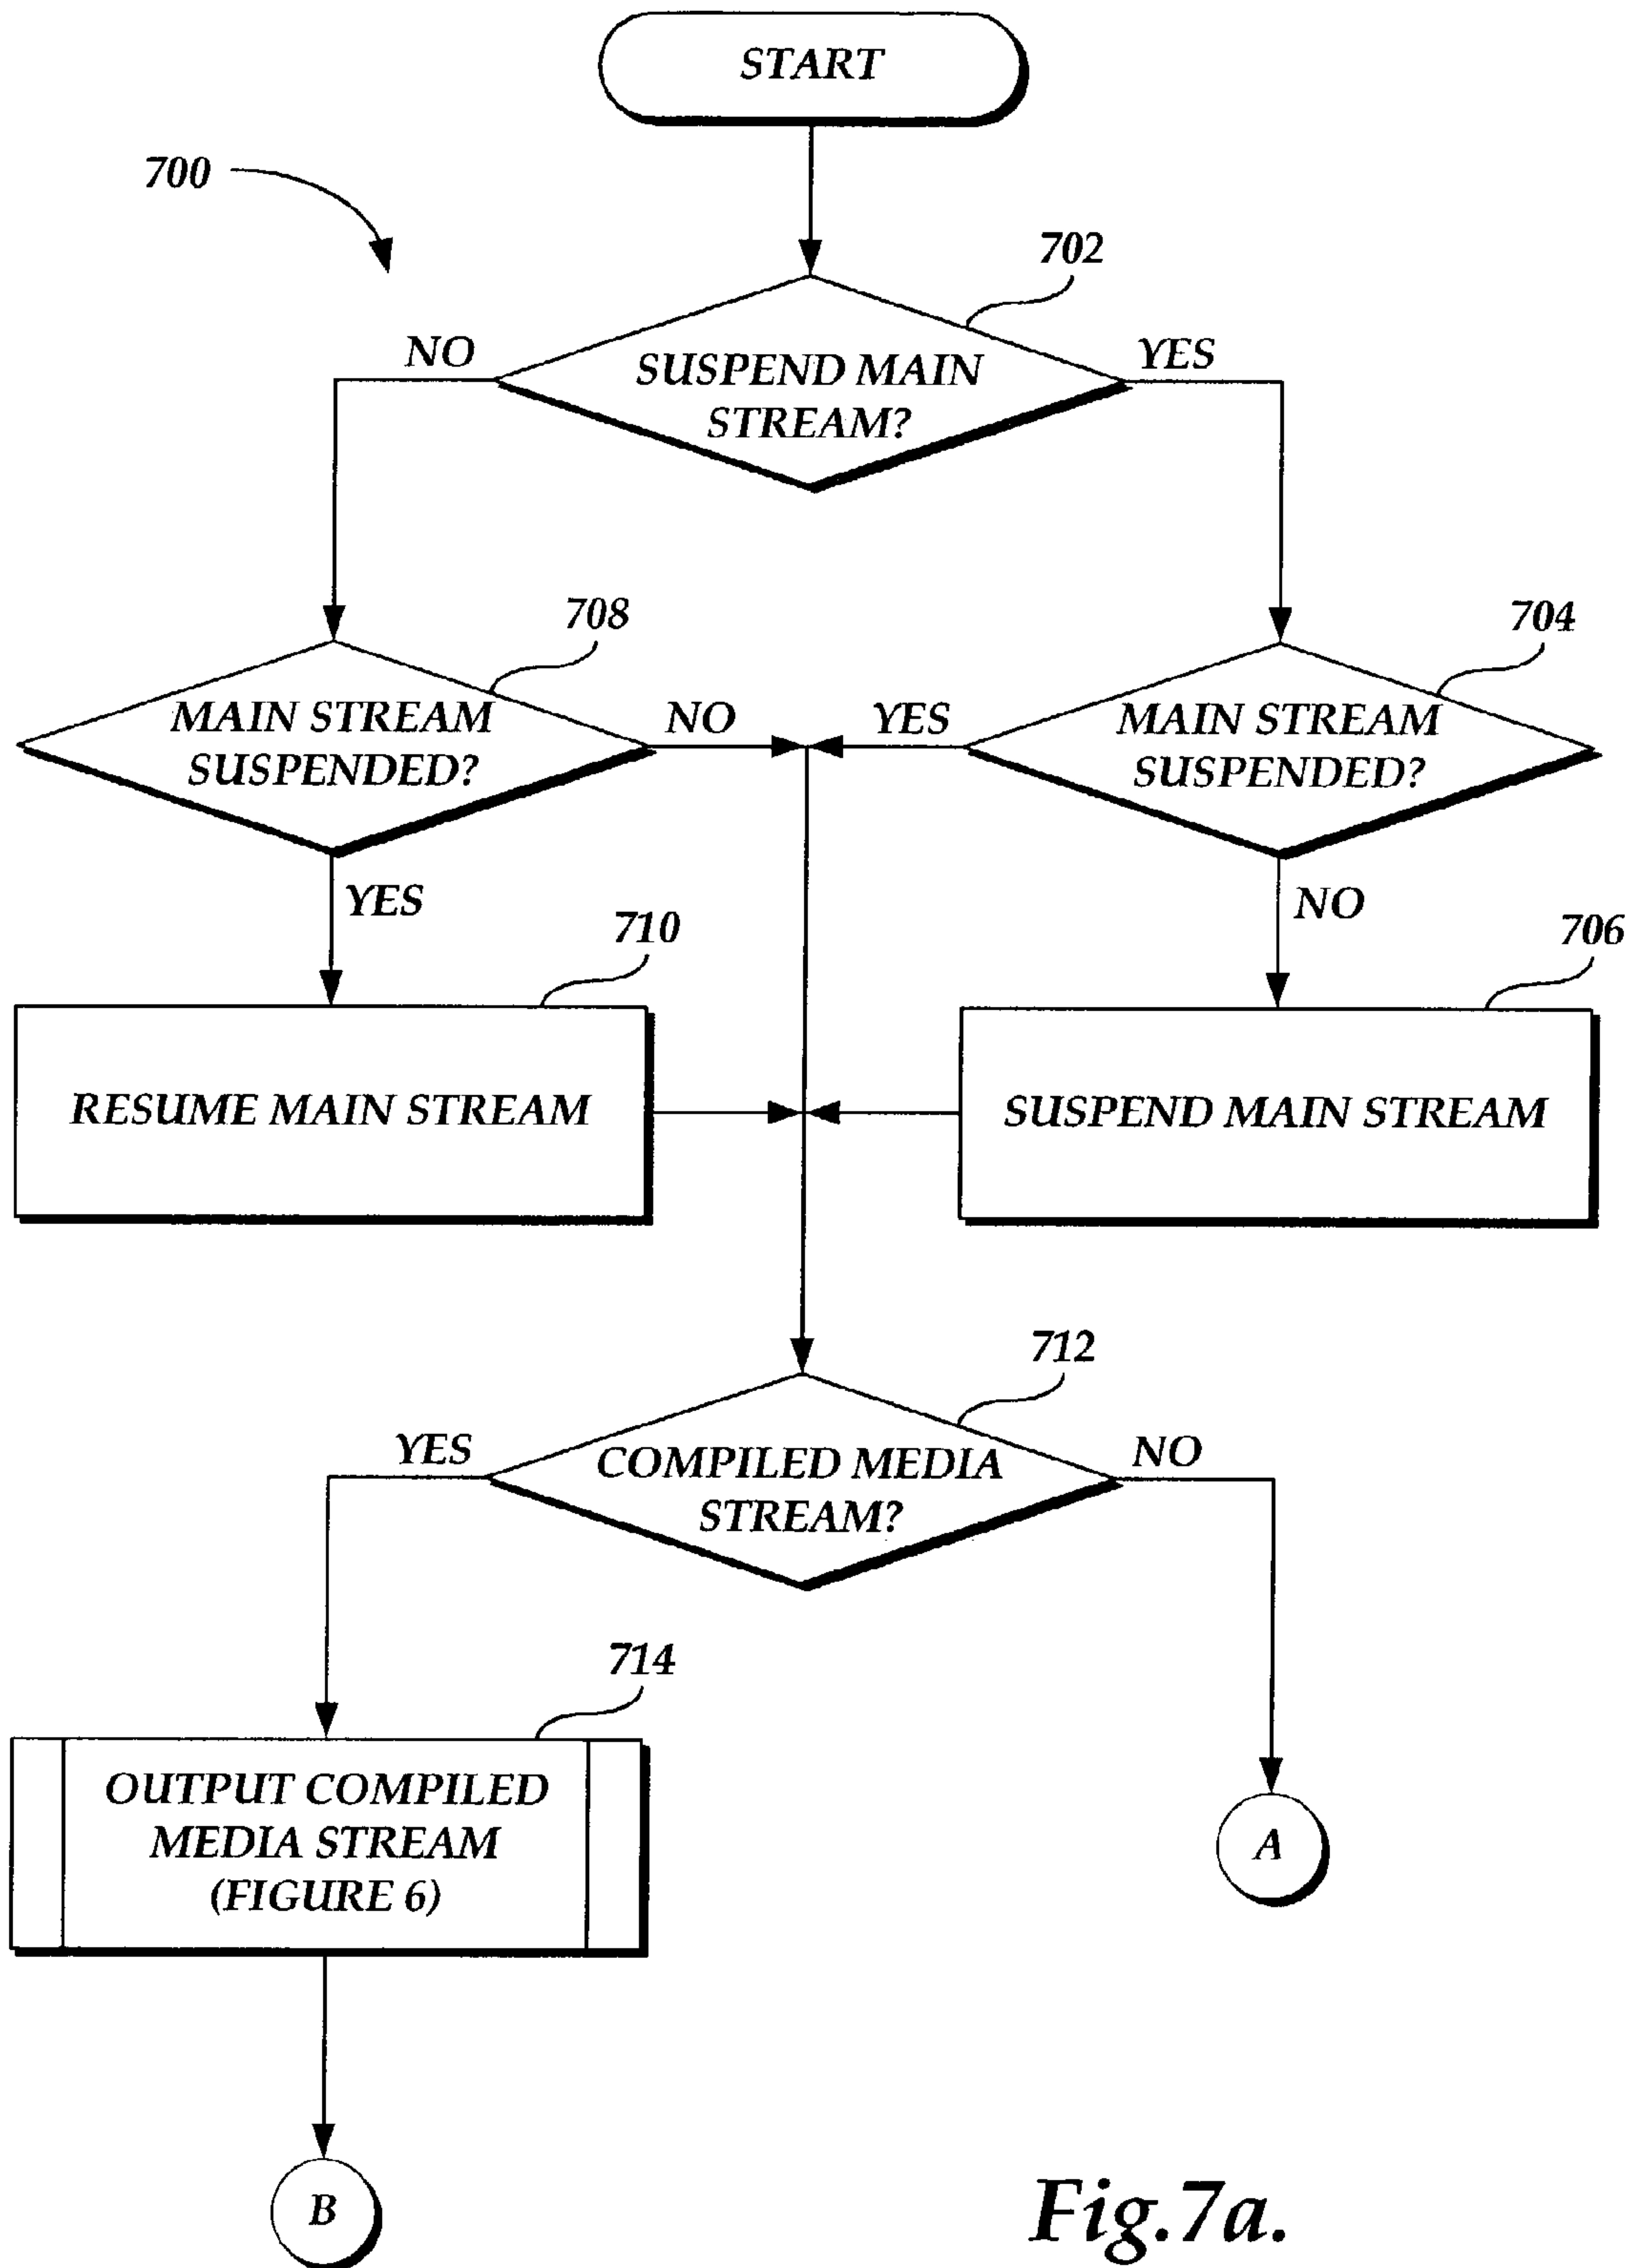 START
700
702
NO
YES
SUSPEND MAIN
STREAM?
708
704
MAIN STREAM
SUSPENDED?
NO
YES
MAIN STREAM
SUSPENDED?
YES
NO
710
706
RESUME MAIN STREAM
SUSPEND MAIN STREAM
712
YES
NO
COMPILED MEDIA
STREAM?
714
OUTPUT COMPILED
MEDIA STREAM
(FIGURE 6)
A
B
Fig.7a.